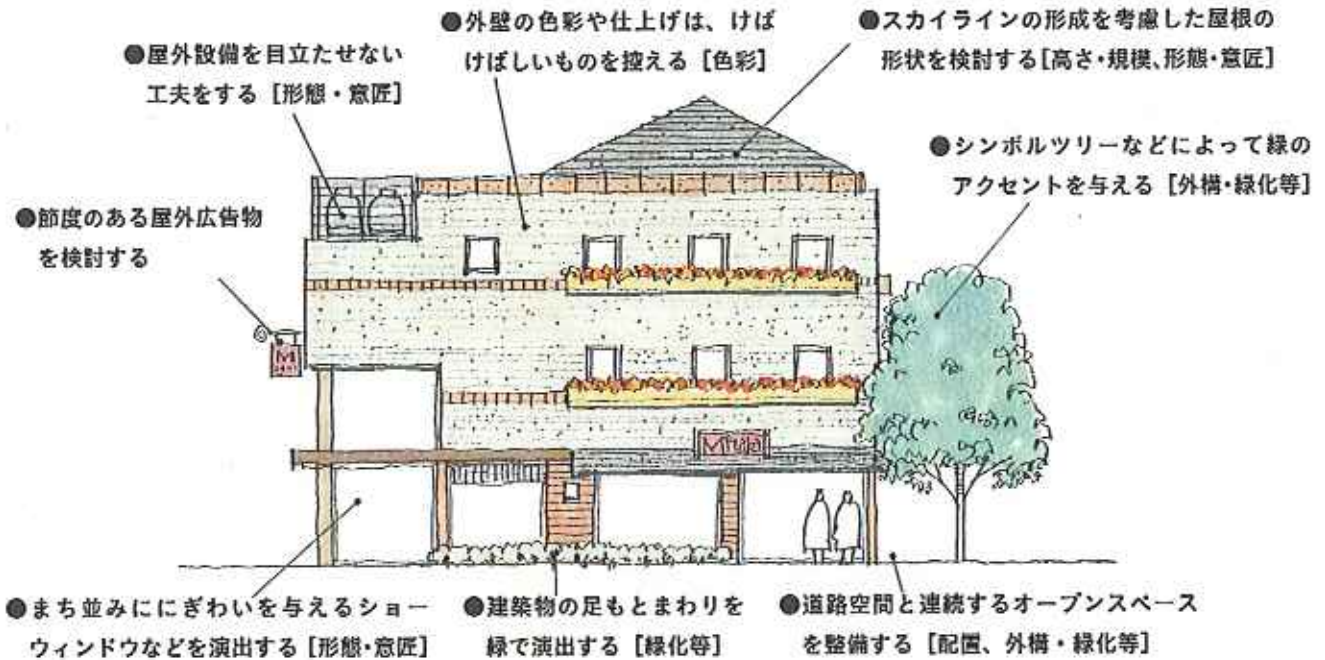 ●外壁の色彩や仕上げは、けば
けばしいものを控える［色彩］
●スカイラインの形成を考慮した屋根の
形状を検討する［高さ・規模、形態・意匠］
●屋外設備を目立たせない
工夫をする［形態・意匠］
●シンボルツリーなどによって緑の
アクセントを与える［外構・緑化等］
●節度のある屋外広告物
を検討する
M
●まち並みににぎわいを与えるショー
ウィンドウなどを演出する［形態・意匠］
●建築物の足もとまわりを
緑で演出する［緑化等］
●道路空間と連続するオープンスペース
を整備する［配置、外構・緑化等］